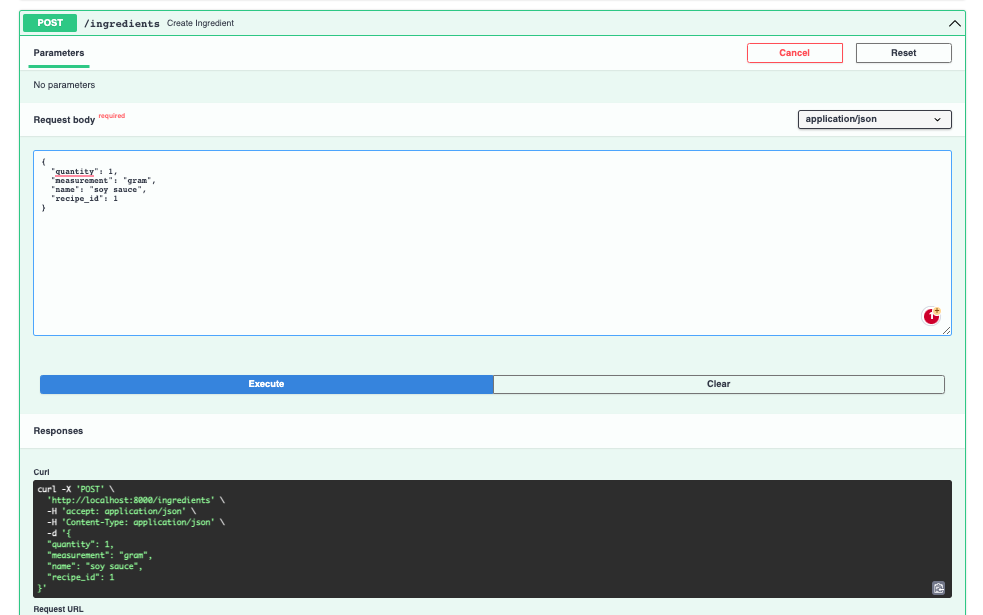 POST /ingredients Create Ingredient
Parameters
Cancel
Reset
No parameters
Request body required
application/json
{
  "quantity": 1,
  "measurement": "gram",
  "name": "soy sauce",
  "recipe_id": 1
}
1
Execute
Clear
Responses
Curl
curl -X 'POST' \
  'http://localhost:8000/ingredients' \
  -H 'accept: application/json' \
  -H 'Content-Type: application/json' \
  -d '{
  "quantity": 1,
  "measurement": "gram",
  "name": "soy sauce",
  "recipe_id": 1
}'
Request URL